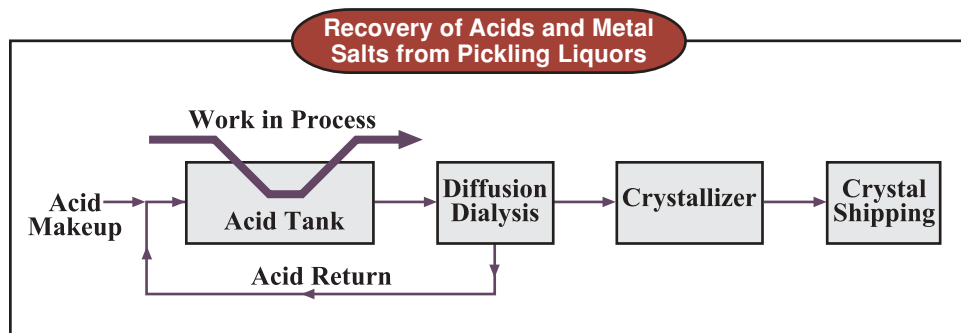 Recovery of Acids and Metal
Salts from Pickling Liquors
Work in Process
Acid
Makeup
Acid Tank
Diffusion
Dialysis
Crystallizer
Crystal
Shipping
Acid Return